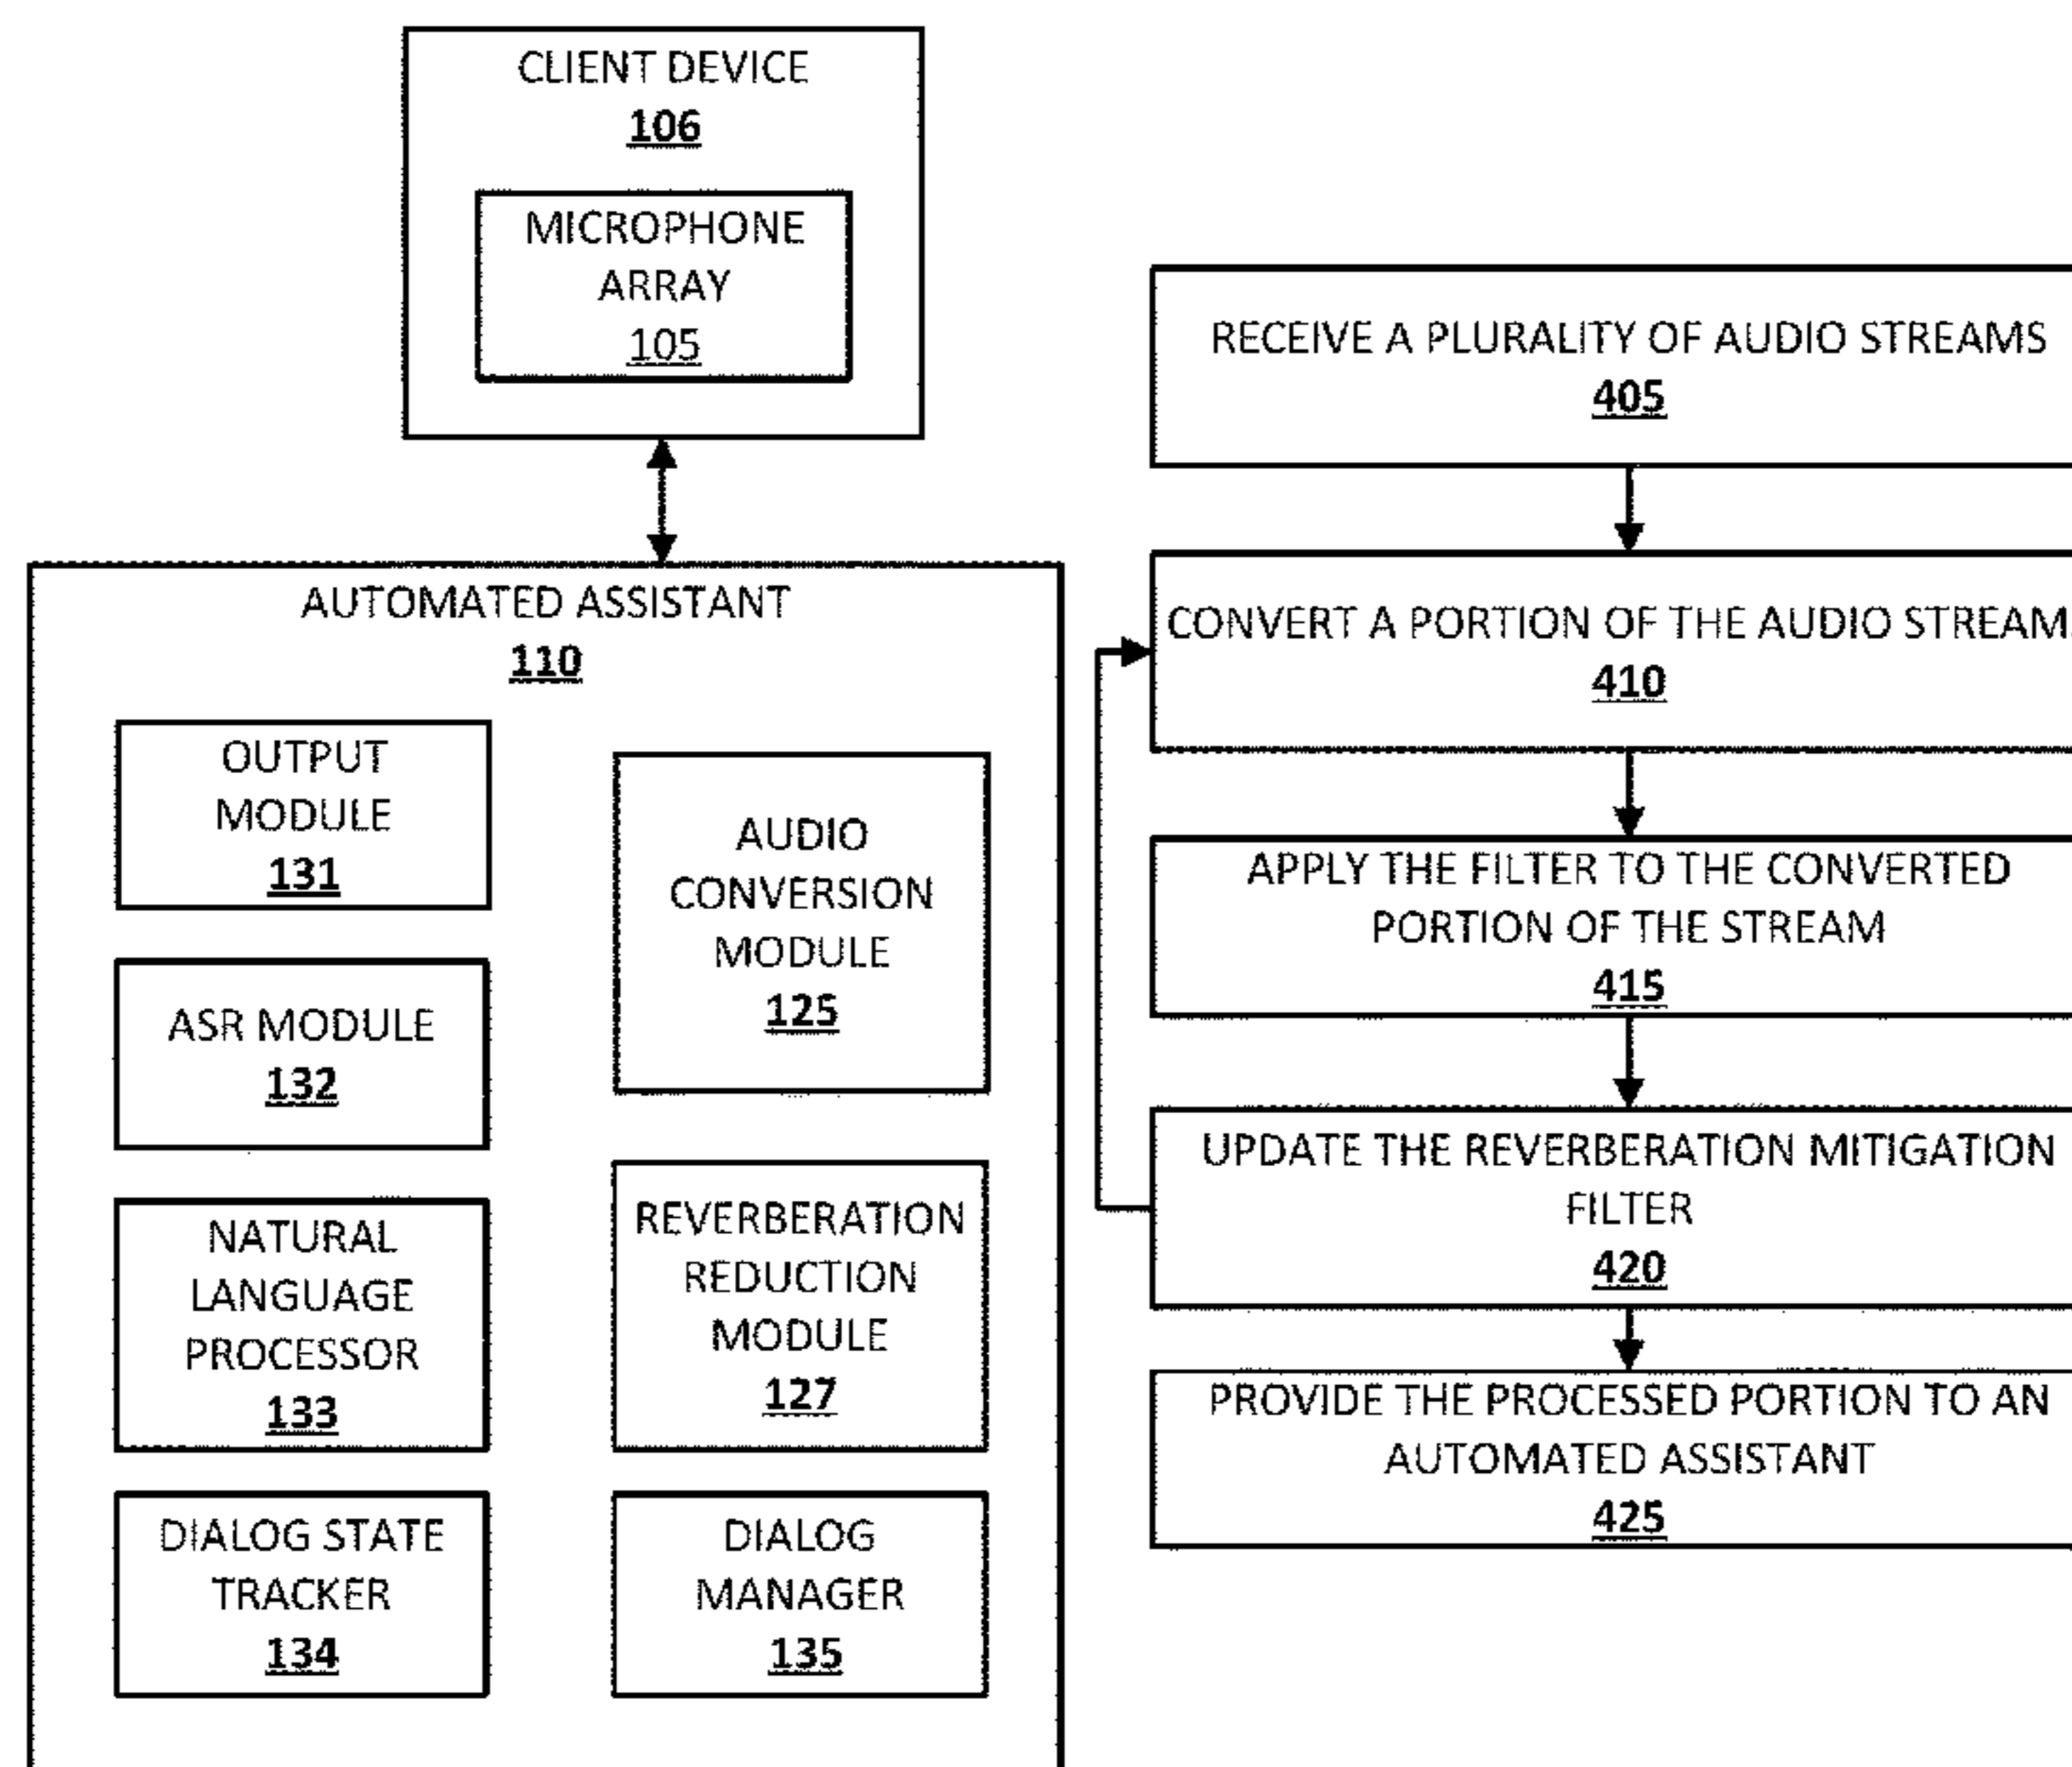 CLIENT DEVICE
106
MICROPHONE
ARRAY
105
AUTOMATED ASSISTANT
110
OUTPUT
MODULE
131
AUDIO
CONVERSION
MODULE
125
ASR MODULE
132
NATURAL
LANGUAGE
PROCESSOR
133
REVERBERATION
REDUCTION
MODULE
127
DIALOG STATE
TRACKER
134
DIALOG
MANAGER
135
RECEIVE A PLURALITY OF AUDIO STREAMS
405
CONVERT A PORTION OF THE AUDIO STREAM
410
APPLY THE FILTER TO THE CONVERTED
PORTION OF THE STREAM
415
UPDATE THE REVERBERATION MITIGATION
FILTER
420
PROVIDE THE PROCESSED PORTION TO AN
AUTOMATED ASSISTANT
425